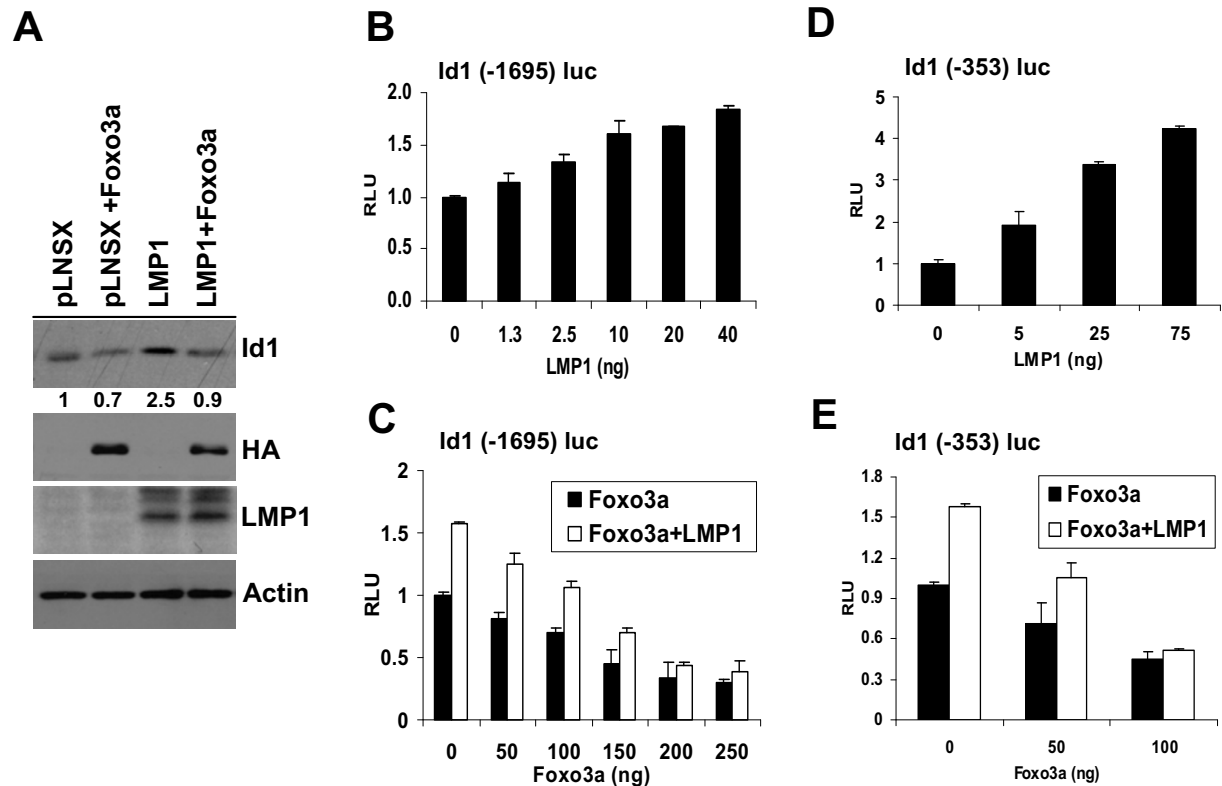 A
pLNSX
pLNSX +Foxo3a
LMP1
LMP1+Foxo3a
Id1
1 0.7 2.5 0.9
HA
LMP1
Actin
B
Id1 (-1695) luc
RLU
2.0
1.5
1.0
0.5
0.0
0 1.3 2.5 10 20 40
LMP1 (ng)
C
Id1 (-1695) luc
RLU
2
1.5
1
0.5
0
Foxo3a
Foxo3a+LMP1
0 50 100 150 200 250
Foxo3a (ng)
D
Id1 (-353) luc
RLU
5
4
3
2
1
0
0 5 25 75
LMP1 (ng)
E
Id1 (-353) luc
RLU
1.8
1.5
1.2
0.9
0.6
0.3
0
Foxo3a
Foxo3a+LMP1
0 50 100
Foxo3a (ng)